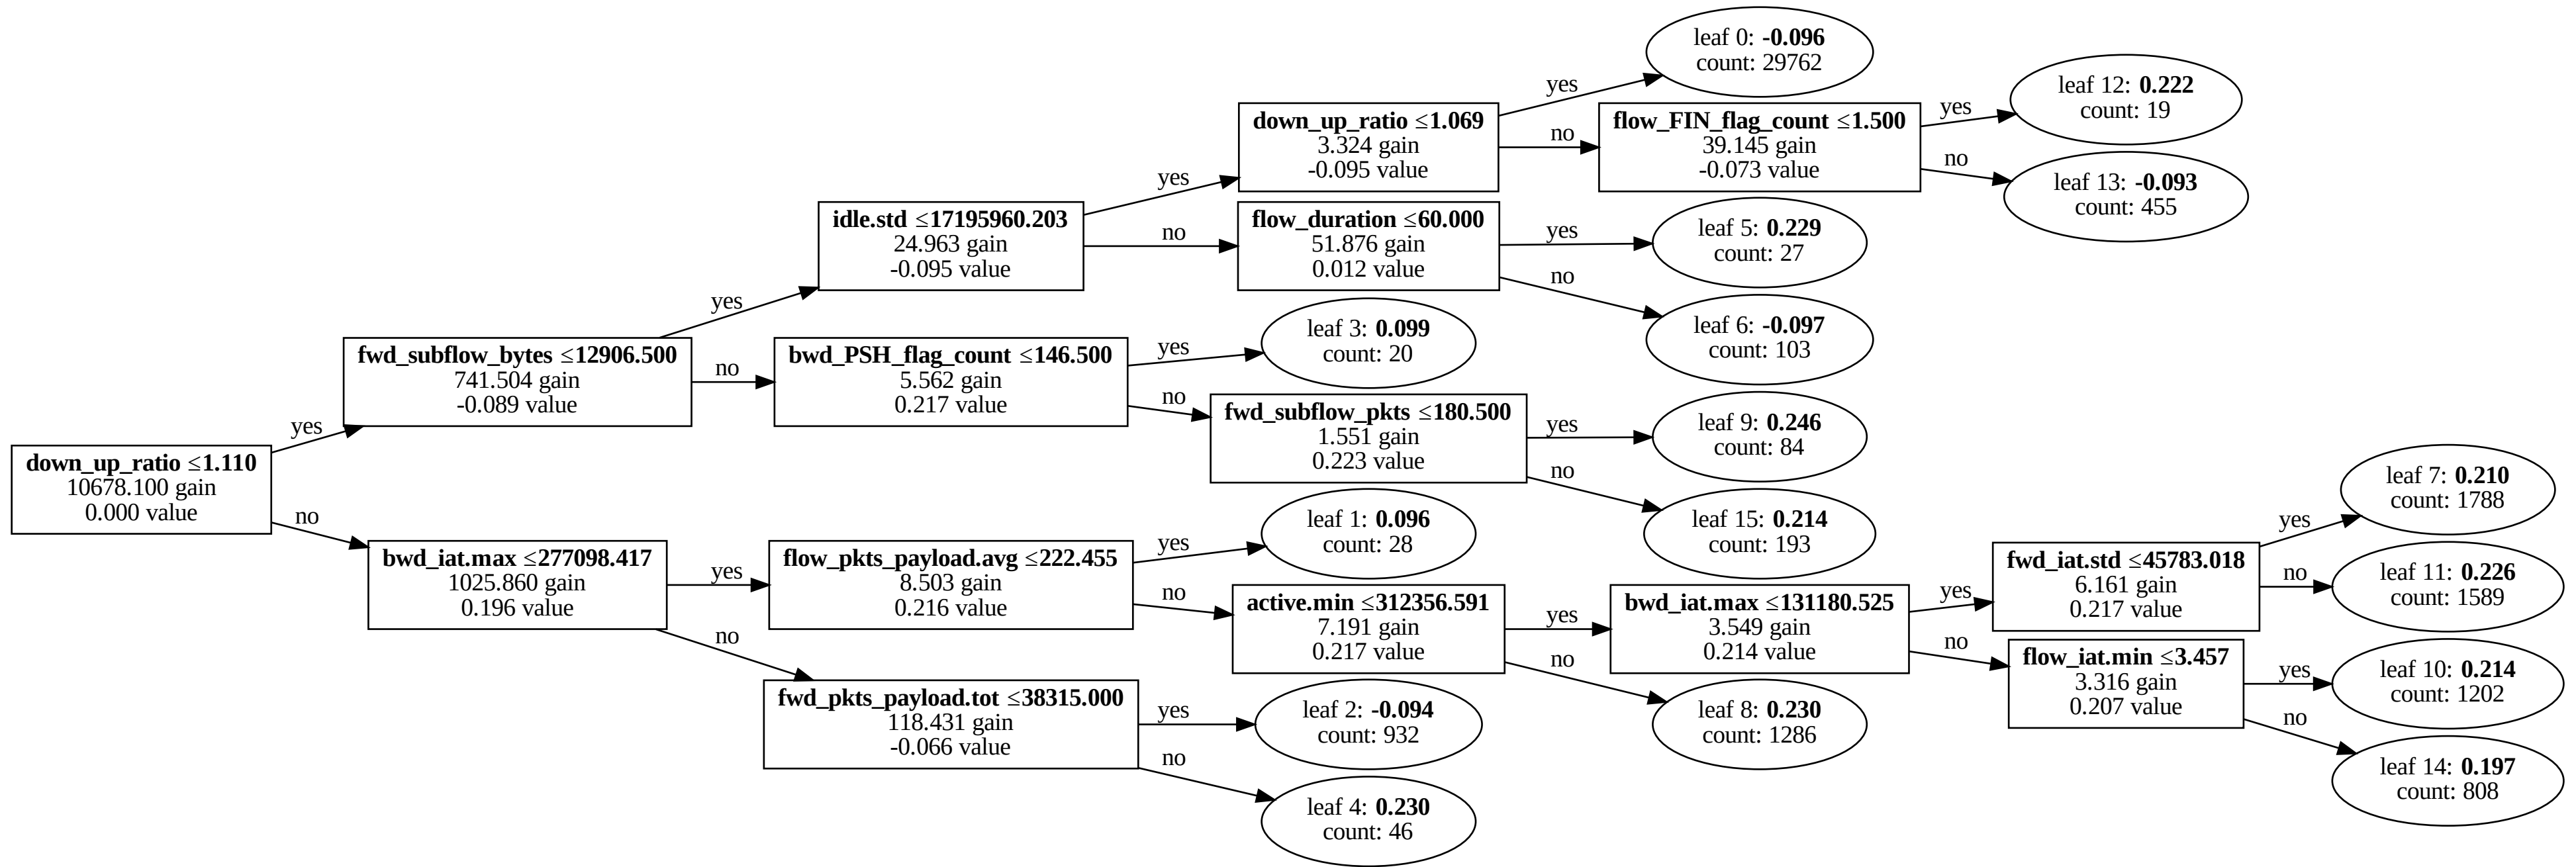 down_up_ratio ≤1.110
10678.100 gain
0.000 value
yes
no
fwd_subflow_bytes ≤12906.500
741.504 gain
-0.089 value
yes
no
bwd_iat.max ≤277098.417
1025.860 gain
0.196 value
yes
no
idle.std ≤17195960.203
24.963 gain
-0.095 value
yes
no
bwd_PSH_flag_count ≤146.500
5.562 gain
0.217 value
yes
no
flow_pkts_payload.avg ≤222.455
8.503 gain
0.216 value
yes
no
fwd_pkts_payload.tot ≤38315.000
118.431 gain
-0.066 value
yes
no
down_up_ratio ≤1.069
3.324 gain
-0.095 value
yes
no
flow_duration ≤60.000
51.876 gain
0.012 value
yes
no
leaf 3: 0.099
count: 20
fwd_subflow_pkts ≤180.500
1.551 gain
0.223 value
yes
no
leaf 1: 0.096
count: 28
active.min ≤312356.591
7.191 gain
0.217 value
yes
no
leaf 2: -0.094
count: 932
leaf 4: 0.230
count: 46
leaf 0: -0.096
count: 29762
flow_FIN_flag_count ≤1.500
39.145 gain
-0.073 value
yes
no
leaf 5: 0.229
count: 27
leaf 6: -0.097
count: 103
leaf 9: 0.246
count: 84
leaf 15: 0.214
count: 193
bwd_iat.max ≤131180.525
3.549 gain
0.214 value
yes
no
leaf 8: 0.230
count: 1286
leaf 12: 0.222
count: 19
leaf 13: -0.093
count: 455
fwd_iat.std ≤45783.018
6.161 gain
0.217 value
yes
no
flow_iat.min ≤3.457
3.316 gain
0.207 value
yes
no
leaf 7: 0.210
count: 1788
leaf 11: 0.226
count: 1589
leaf 10: 0.214
count: 1202
leaf 14: 0.197
count: 808